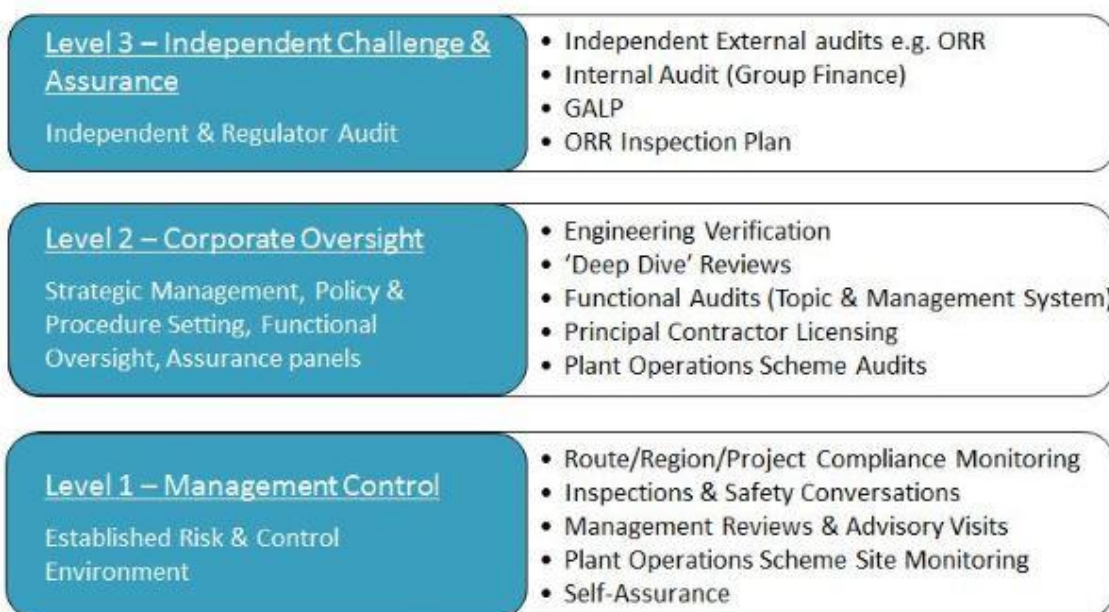 Level 3 – Independent Challenge &
Assurance
Independent & Regulator Audit
• Independent External audits e.g. ORR
• Internal Audit (Group Finance)
• GALP
• ORR Inspection Plan
Level 2 – Corporate Oversight
Strategic Management, Policy &
Procedure Setting, Functional
Oversight, Assurance panels
• Engineering Verification
• ‘Deep Dive’ Reviews
• Functional Audits (Topic & Management System)
• Principal Contractor Licensing
• Plant Operations Scheme Audits
Level 1 – Management Control
Established Risk & Control
Environment
• Route/Region/Project Compliance Monitoring
• Inspections & Safety Conversations
• Management Reviews & Advisory Visits
• Plant Operations Scheme Site Monitoring
• Self-Assurance